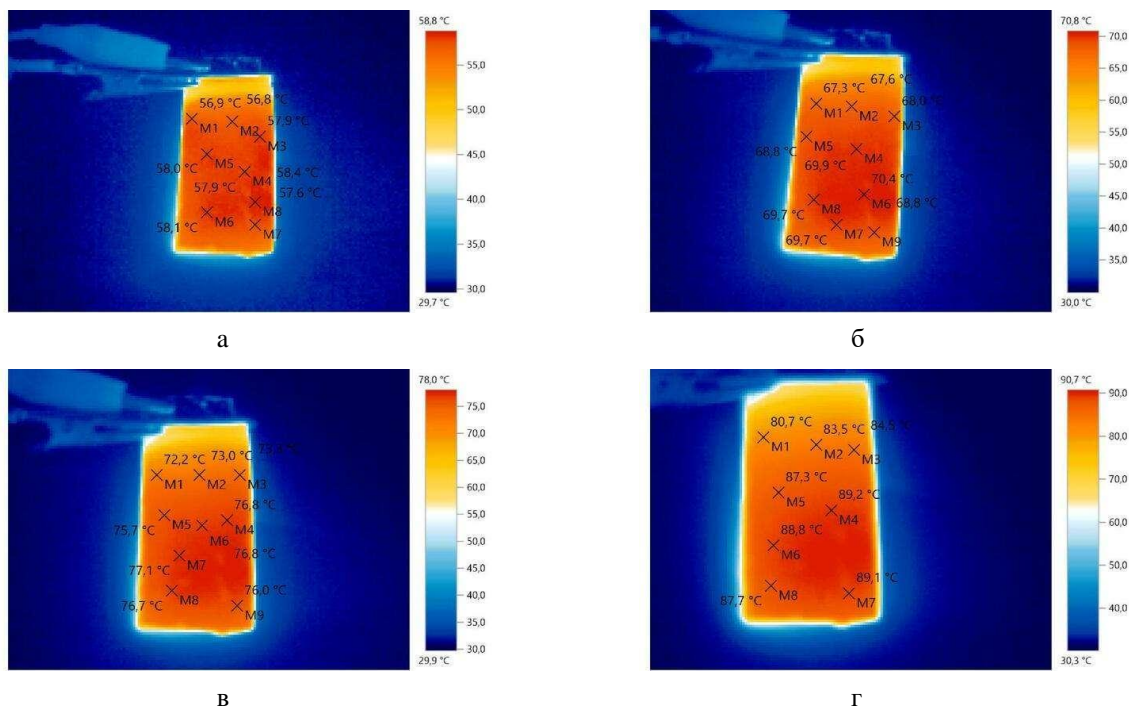 58,8 °C
55,0
50,0
45,0
40,0
35,0
30,0
29,7 °C
56,9 °C 56,8 °C
57,9 °C
M1 M2
M3
M5
58,0 °C 58,4 °C
M4
57,9 °C 57,6 °C
M8
M6
58,1 °C M7
а
70,8 °C
70,0
65,0
60,0
55,0
50,0
45,0
40,0
35,0
30,0 °C
67,6 °C
67,3 °C
68,0 °C
M1 M2
M3
M5
68,8 °C M4
69,9 °C
70,4 °C
M8 M6 68,8 °C
69,7 °C
M7
69,7 °C M9
б
78,0 °C
75,0
70,0
65,0
60,0
55,0
50,0
45,0
40,0
35,0
30,0
29,9 °C
72,2 °C 73,0 °C
M1 M2 M3
76,8 °C
M5
75,7 °C M4
M6
M7 76,8 °C
77,1 °C
M8 76,0 °C
76,7 °C
M9
в
90,7 °C
90,0
80,0
70,0
60,0
50,0
40,0
30,3 °C
80,7 °C 83,5 °C
M1 M2
M3
87,3 °C
M5 89,2 °C
M4
88,8 °C
M6
89,1 °C
87,7 °C M8 M7
г